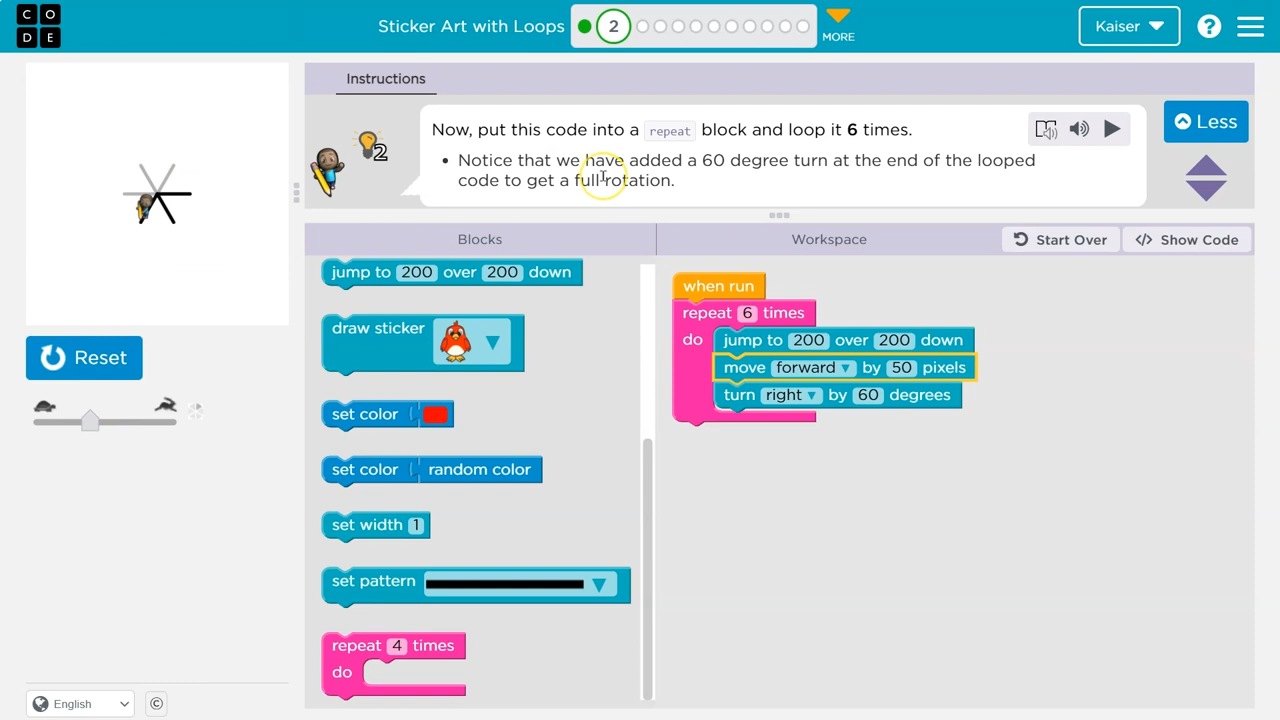 C O
D E
Sticker Art with Loops
2
MORE
Kaiser
?
Instructions
2
Now, put this code into a repeat block and loop it 6 times.
• Notice that we have added a 60 degree turn at the end of the looped
code to get a full rotation.
Less
Blocks
Workspace
Start Over
</> Show Code
jump to 200 over 200 down
draw sticker
set color
set color random color
set width 1
set pattern
repeat 4 times
do
when run
repeat 6 times
do
jump to 200 over 200 down
move forward by 50 pixels
turn right by 60 degrees
Reset
English
©